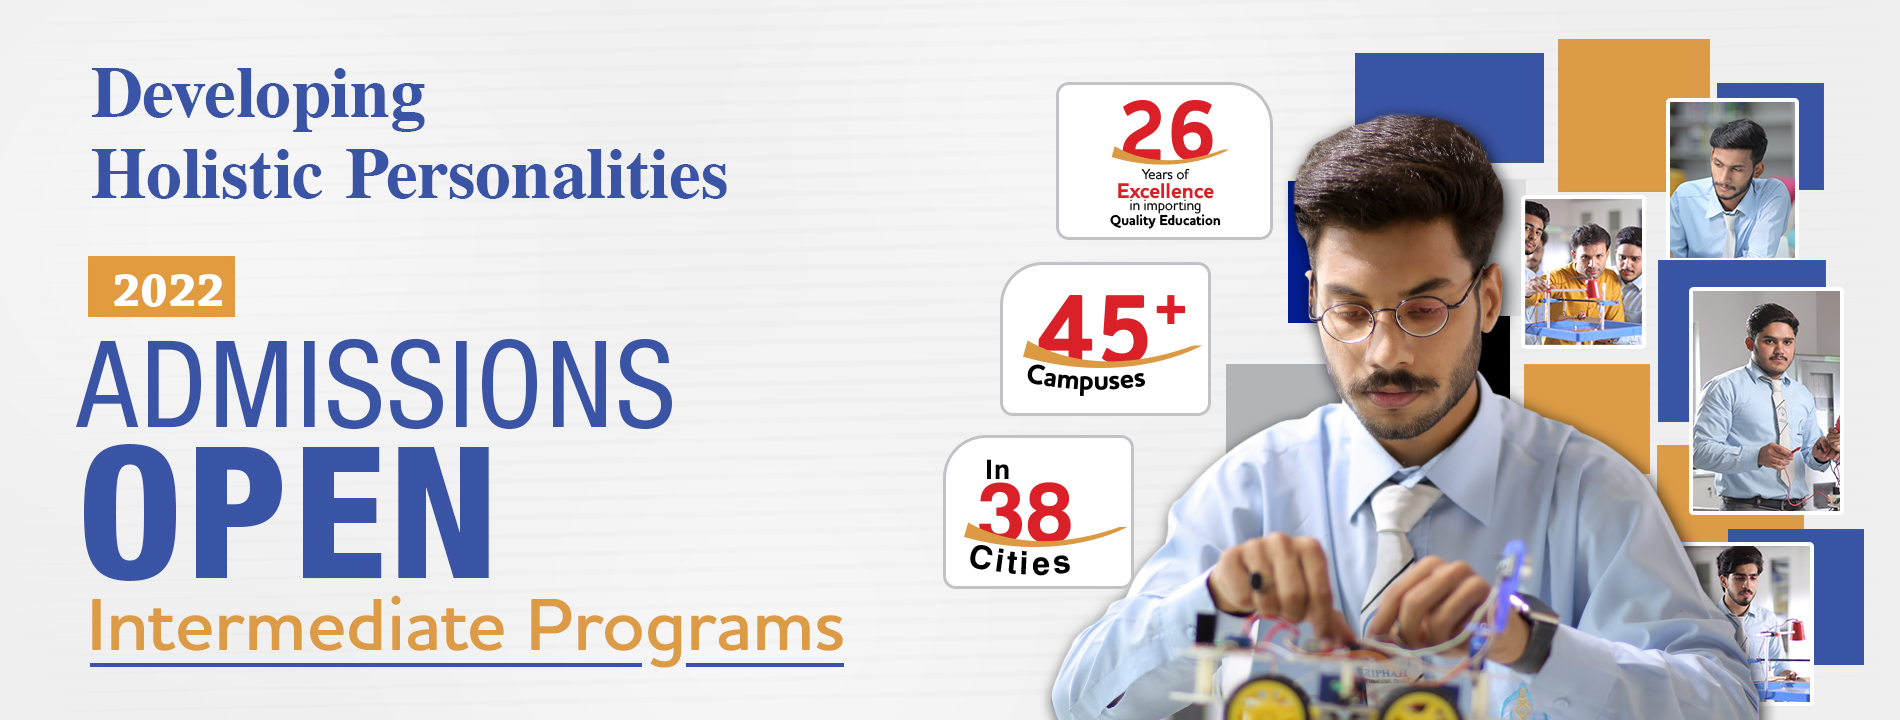 Developing
Holistic Personalities
2022
ADMISSIONS
OPEN
Intermediate Programs
26
Years of
Excellence
in importing
Quality Education
45+
Campuses
In
38
Cities